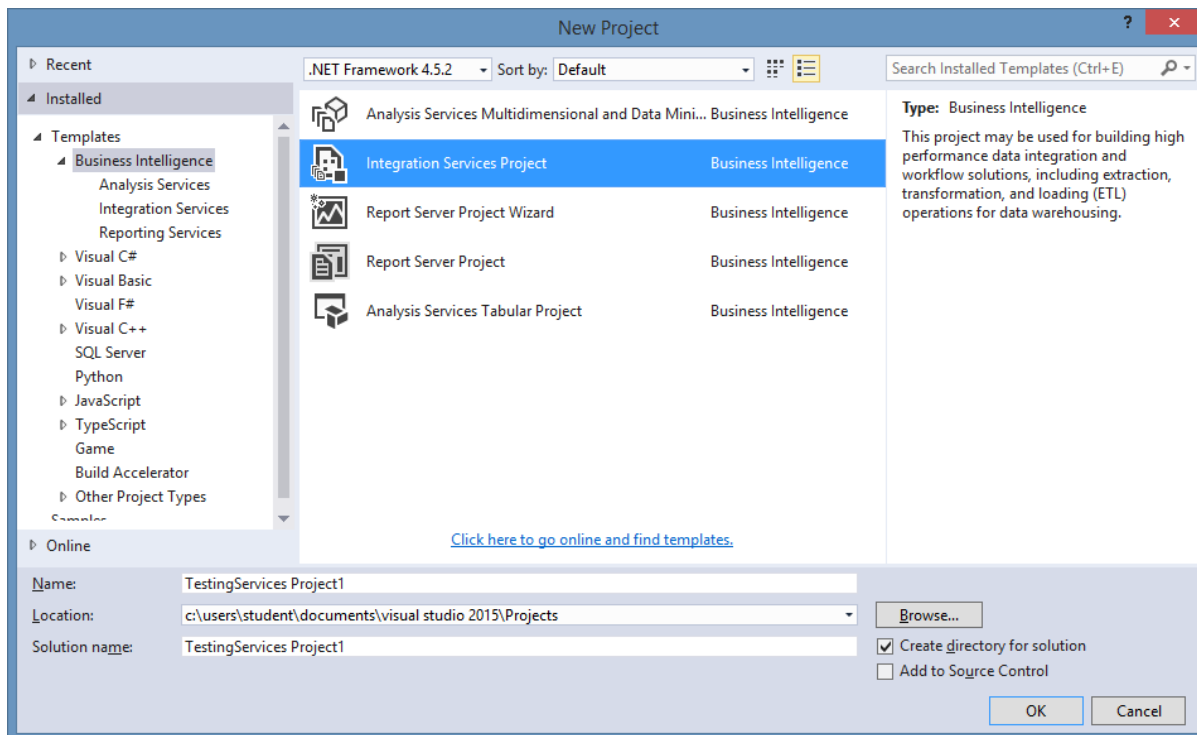 New Project
?
Recent
Installed
Templates
Business Intelligence
Analysis Services
Integration Services
Reporting Services
Visual C#
Visual Basic
Visual F#
Visual C++
SQL Server
Python
JavaScript
TypeScript
Game
Build Accelerator
Other Project Types
Samples
Online
.NET Framework 4.5.2 Sort by: Default
Analysis Services Multidimensional and Data Mini... Business Intelligence
Integration Services Project Business Intelligence
Report Server Project Wizard Business Intelligence
Report Server Project Business Intelligence
Analysis Services Tabular Project Business Intelligence
Click here to go online and find templates.
Search Installed Templates (Ctrl+E)
Type: Business Intelligence
This project may be used for building high
performance data integration and
workflow solutions, including extraction,
transformation, and loading (ETL)
operations for data warehousing.
Name: TestingServices Project1
Location: c:\users\student\documents\visual studio 2015\Projects Browse...
Solution name: TestingServices Project1
Create directory for solution
Add to Source Control
OK Cancel